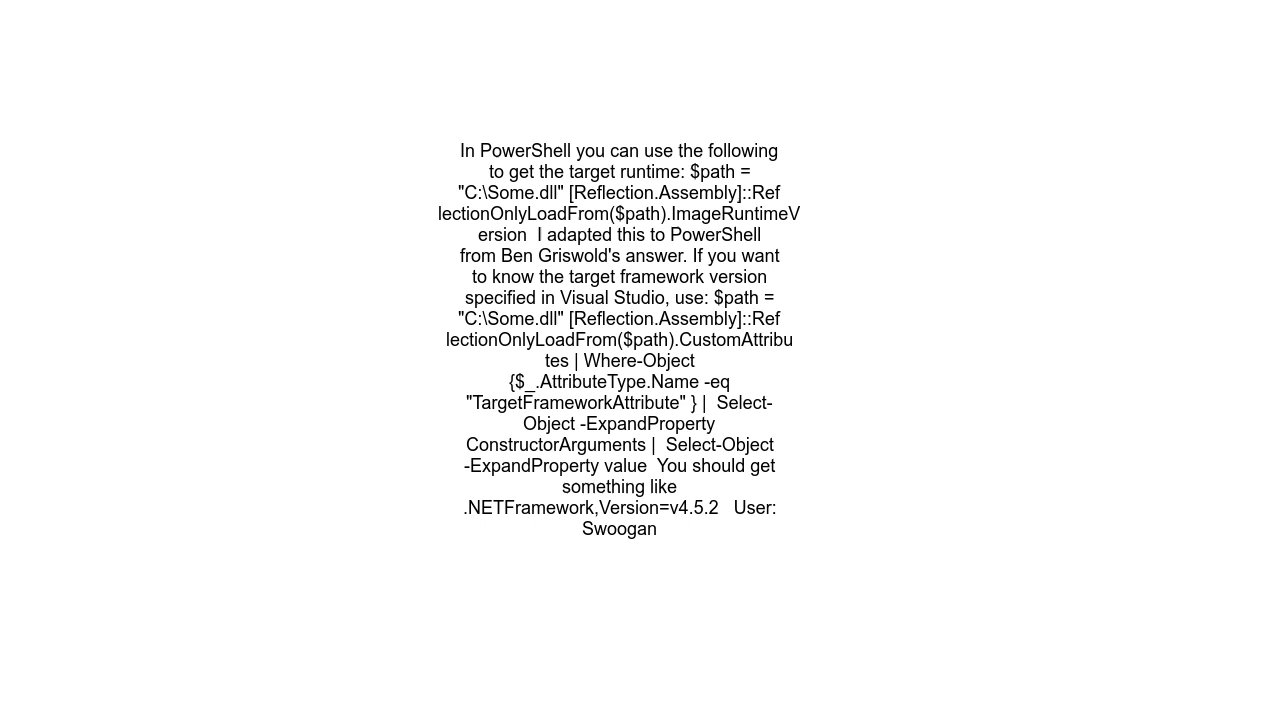 In PowerShell you can use the following
to get the target runtime: $path =
"C:\Some.dll" [Reflection.Assembly]::Ref
lectionOnlyLoadFrom($path).ImageRuntimeV
ersion  I adapted this to PowerShell
from Ben Griswold's answer. If you want
to know the target framework version
specified in Visual Studio, use: $path =
"C:\Some.dll" [Reflection.Assembly]::Ref
lectionOnlyLoadFrom($path).CustomAttribu
tes | Where-Object
{$_.AttributeType.Name -eq
"TargetFrameworkAttribute" } |  Select-
Object -ExpandProperty
ConstructorArguments |  Select-Object
-ExpandProperty value  You should get
something like
.NETFramework,Version=v4.5.2   User:
Swoogan